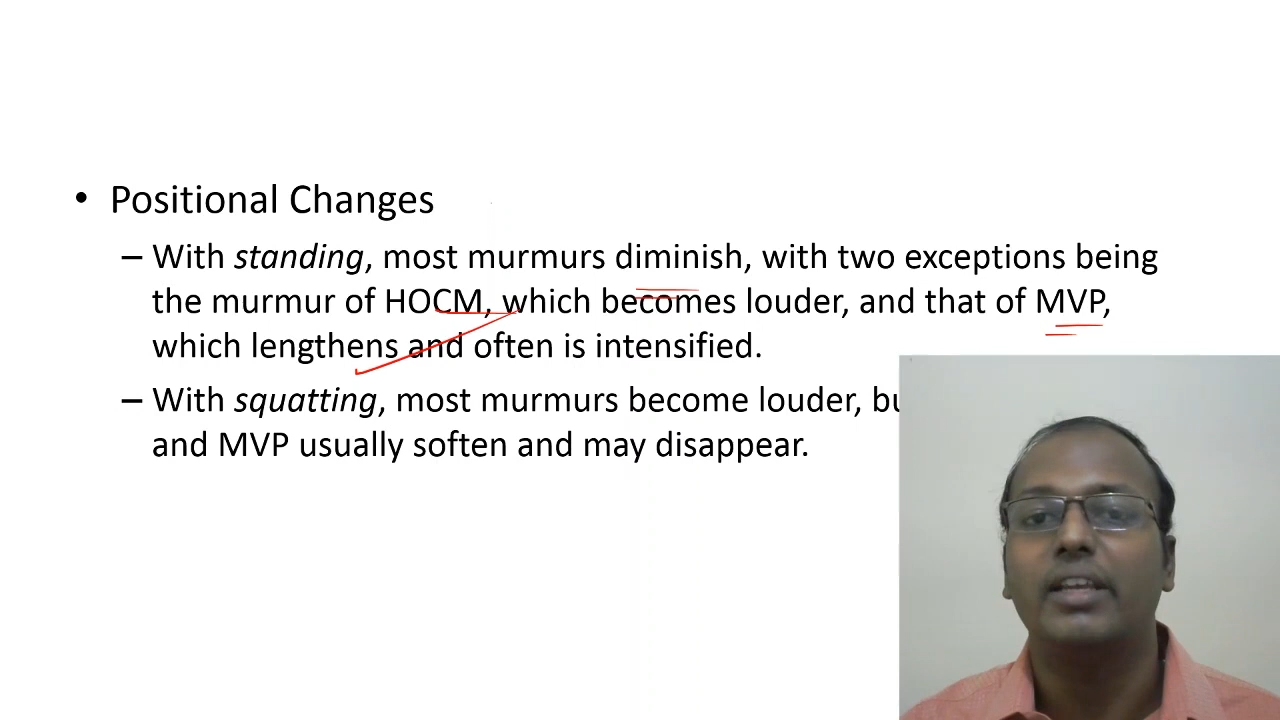 • Positional Changes
– With standing, most murmurs diminish, with two exceptions being
the murmur of HOCM, which becomes louder, and that of MVP,
which lengthens and often is intensified.
– With squatting, most murmurs become louder,
and MVP usually soften and may disappear.